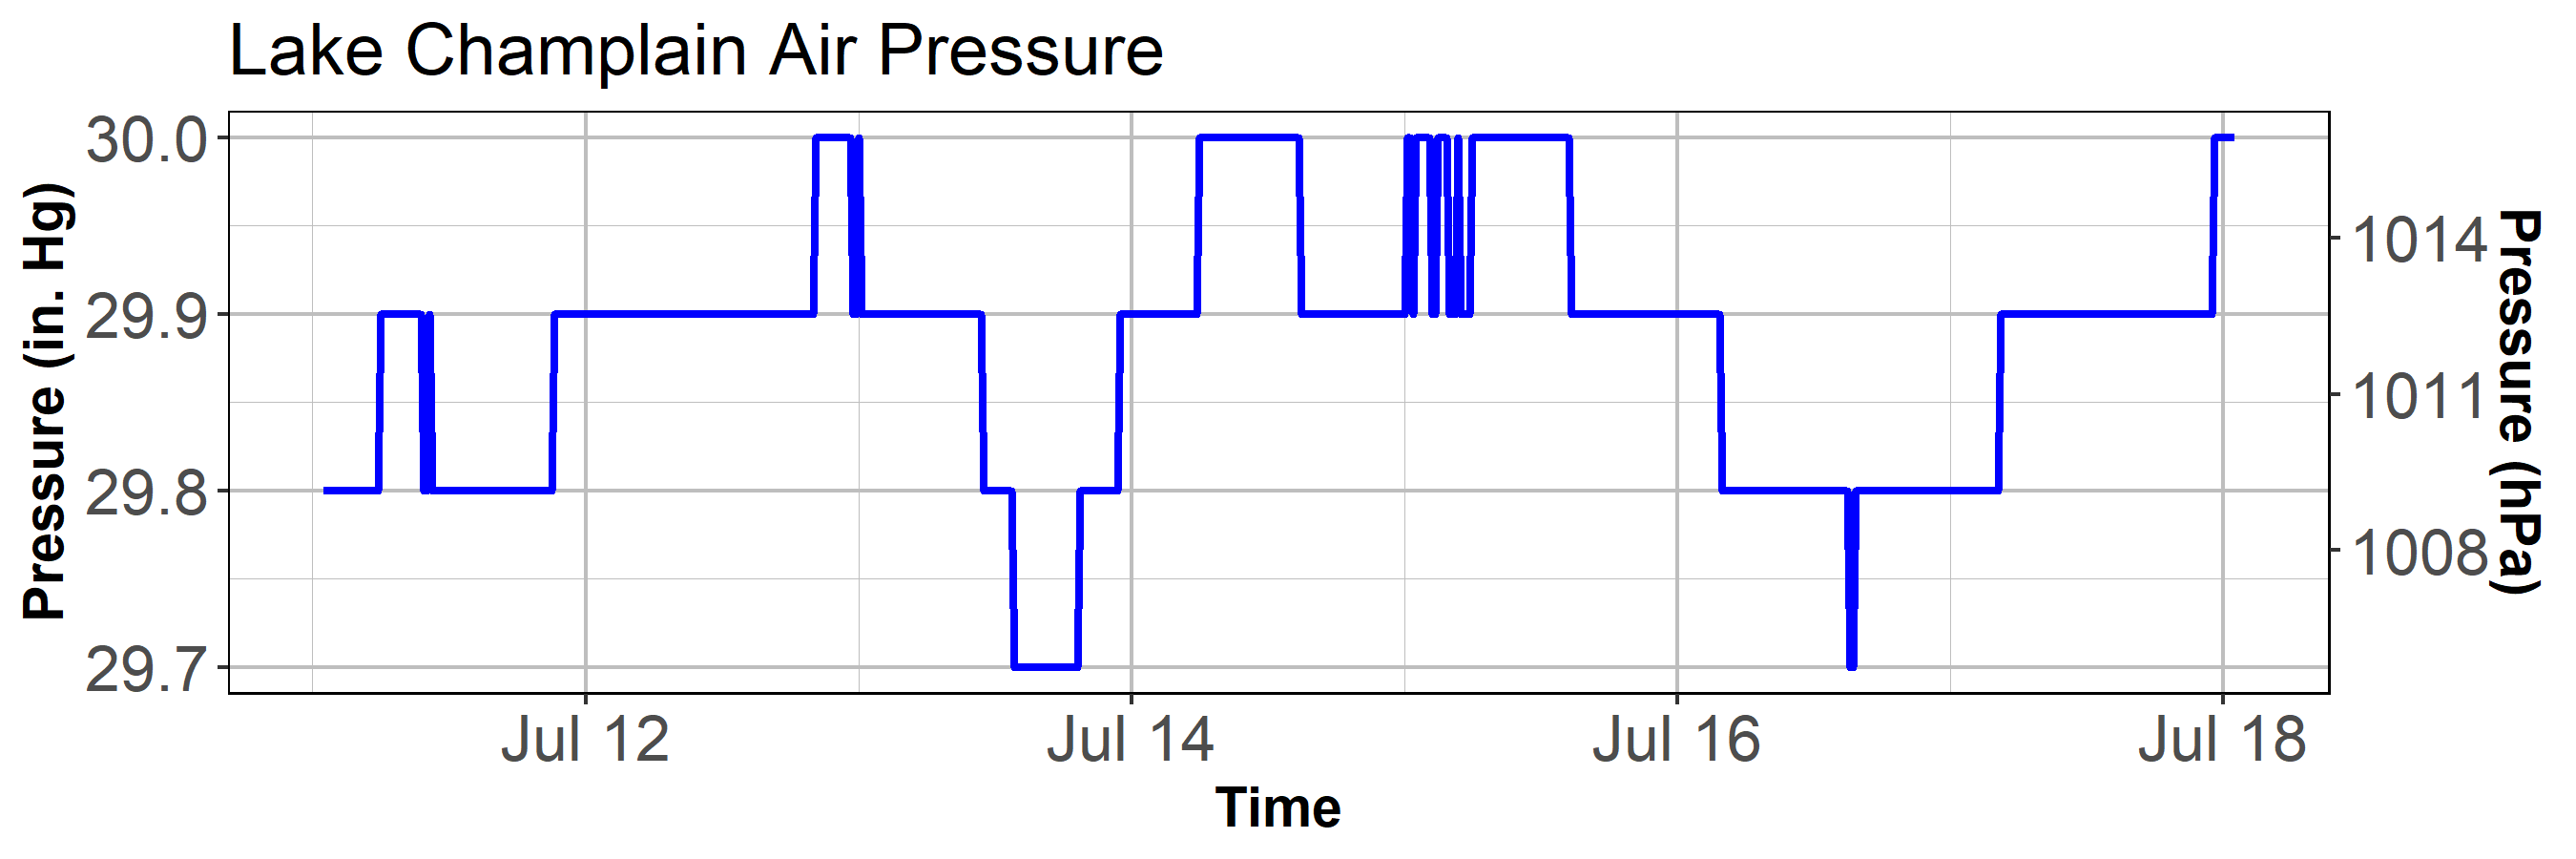 Lake Champlain Air Pressure
30.0
29.9
29.8
29.7
Pressure (in. Hg)
1014
1011
1008
Pressure (hPa)
Jul 12
Jul 14
Jul 16
Jul 18
Time